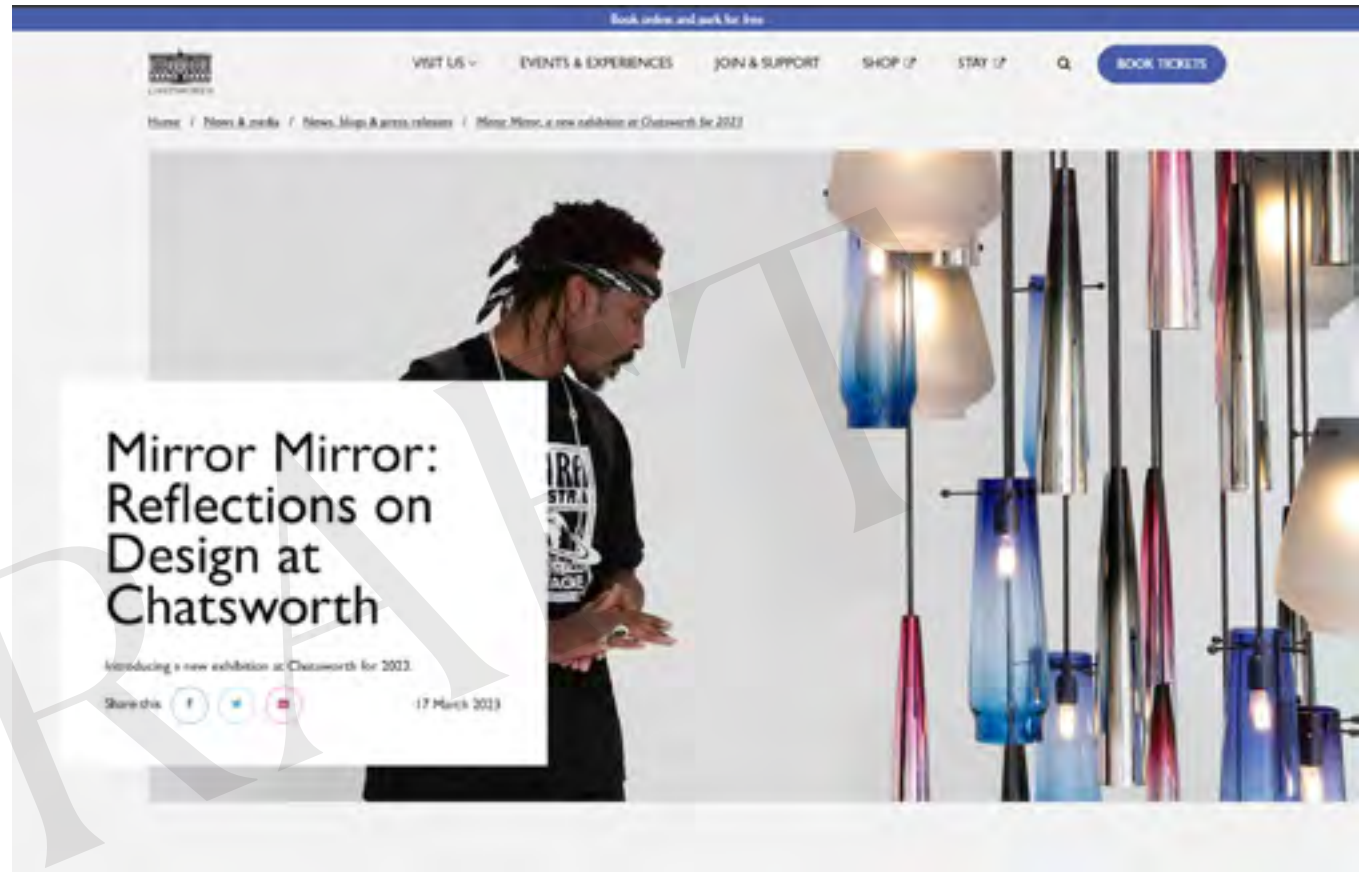 Book online and park for free
CHATSWORTH
VISIT US
EVENTS & EXPERIENCES
JOIN & SUPPORT
SHOP
STAY
BOOK TICKETS
Home / News & media / News, blogs & press releases / Mirror Mirror, a new exhibition at Chatsworth for 2023
Mirror Mirror:
Reflections on
Design at
Chatsworth
Introducing a new exhibition at Chatsworth for 2023.
Share this
17 March 2023
RAFT